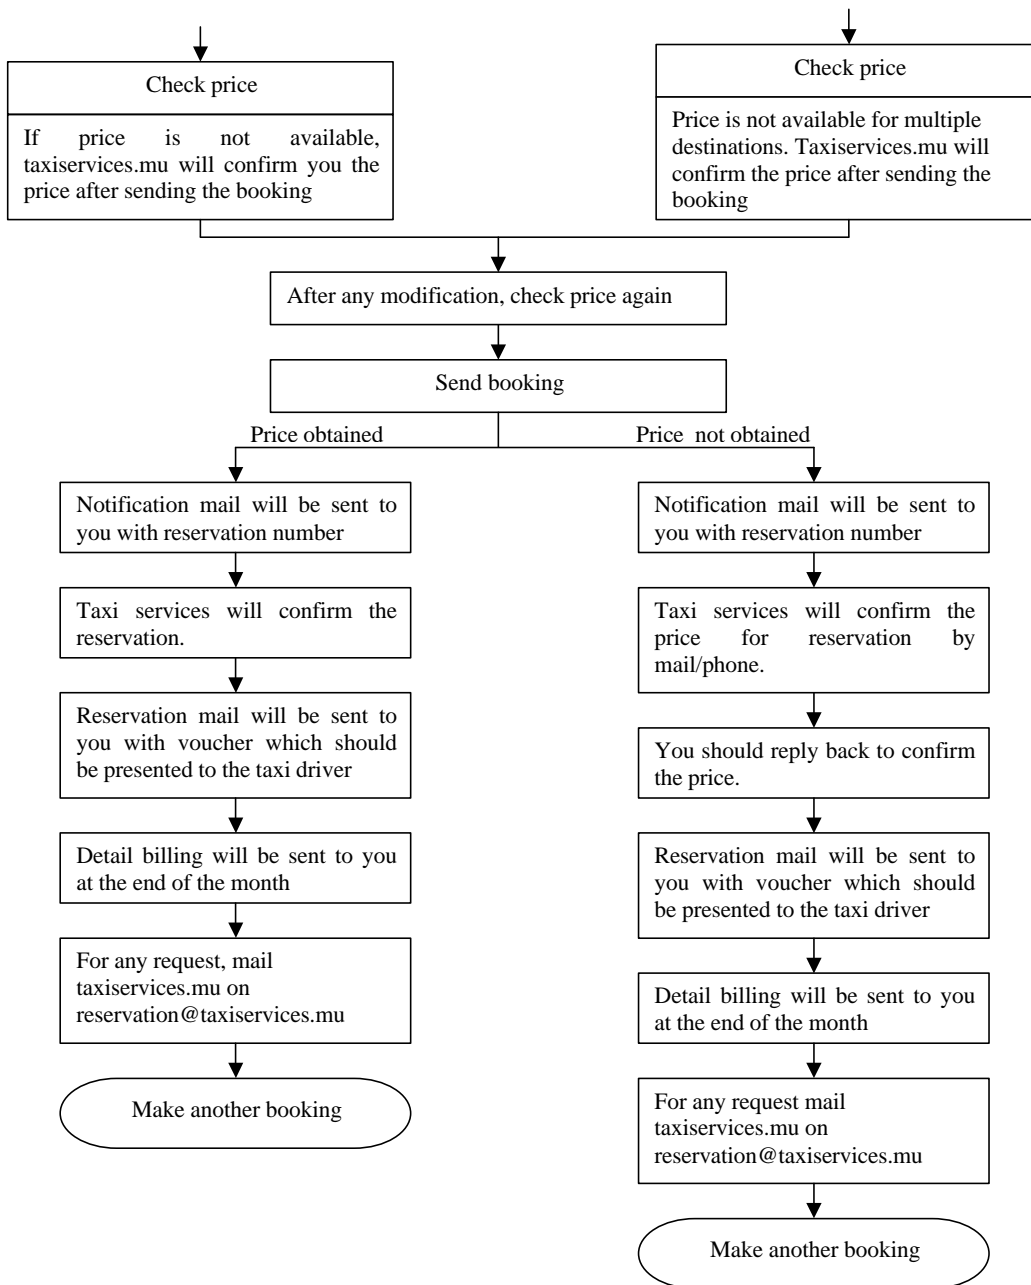 Check price
If price is not available,
taxiservices.mu will confirm you the
price after sending the booking
Check price
Price is not available for multiple
destinations. Taxiservices.mu will
confirm the price after sending the
booking
After any modification, check price again
Send booking
Price obtained
Price not obtained
Notification mail will be sent to
you with reservation number
Taxi services will confirm the
reservation.
Reservation mail will be sent to
you with voucher which should
be presented to the taxi driver
Detail billing will be sent to you
at the end of the month
For any request, mail
taxiservices.mu on
reservation@taxiservices.mu
Make another booking
Notification mail will be sent to
you with reservation number
Taxi services will confirm the
price for reservation by
mail/phone.
You should reply back to confirm
the price.
Reservation mail will be sent to
you with voucher which should
be presented to the taxi driver
Detail billing will be sent to you
at the end of the month
For any request mail
taxiservices.mu on
reservation@taxiservices.mu
Make another booking